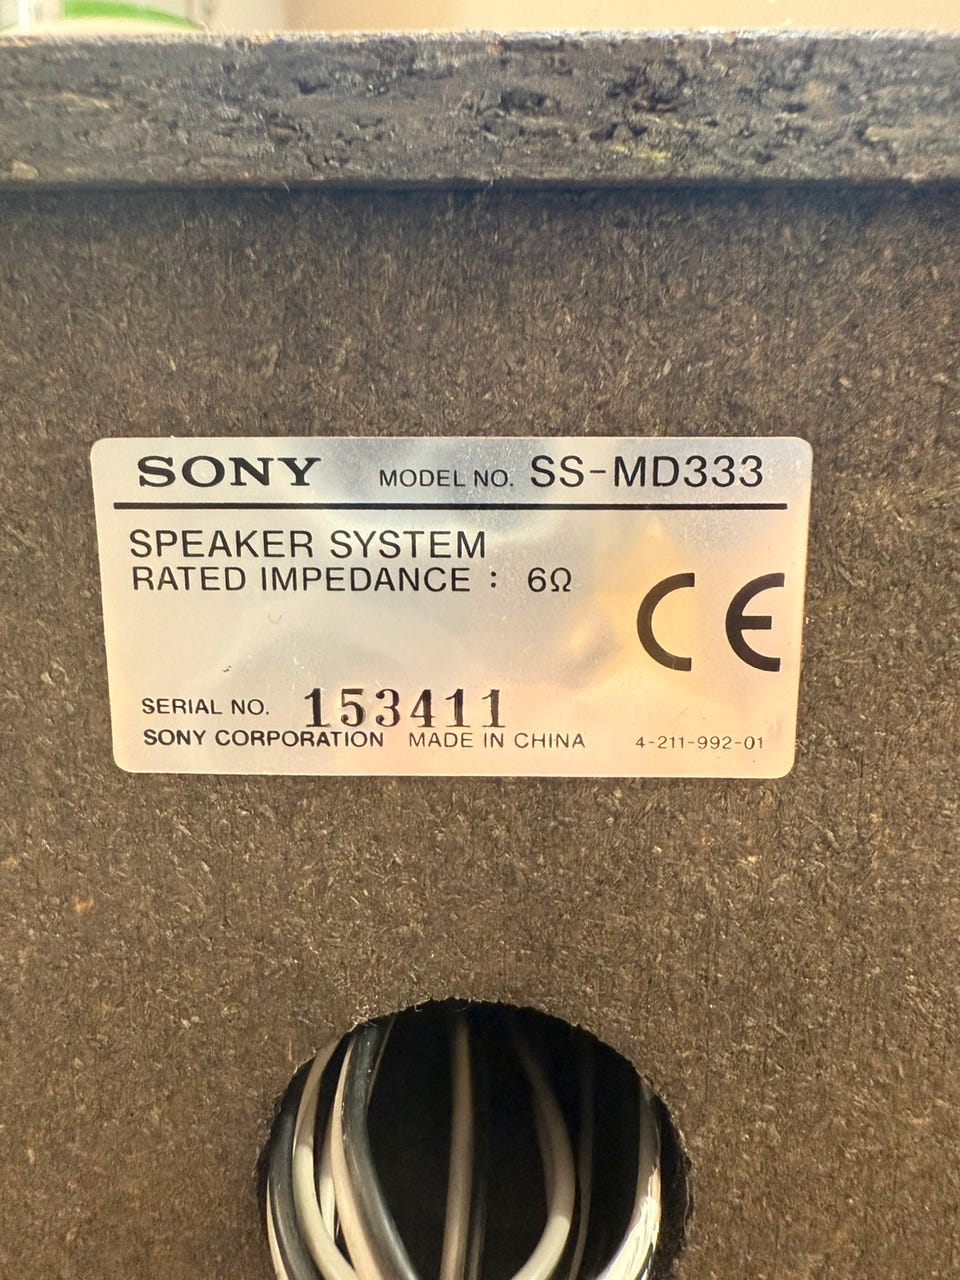 SONY MODEL NO. SS-MD333
SPEAKER SYSTEM
RATED IMPEDANCE : 6Ω
CE
SERIAL NO. 153411
SONY CORPORATION MADE IN CHINA 4-211-992-01